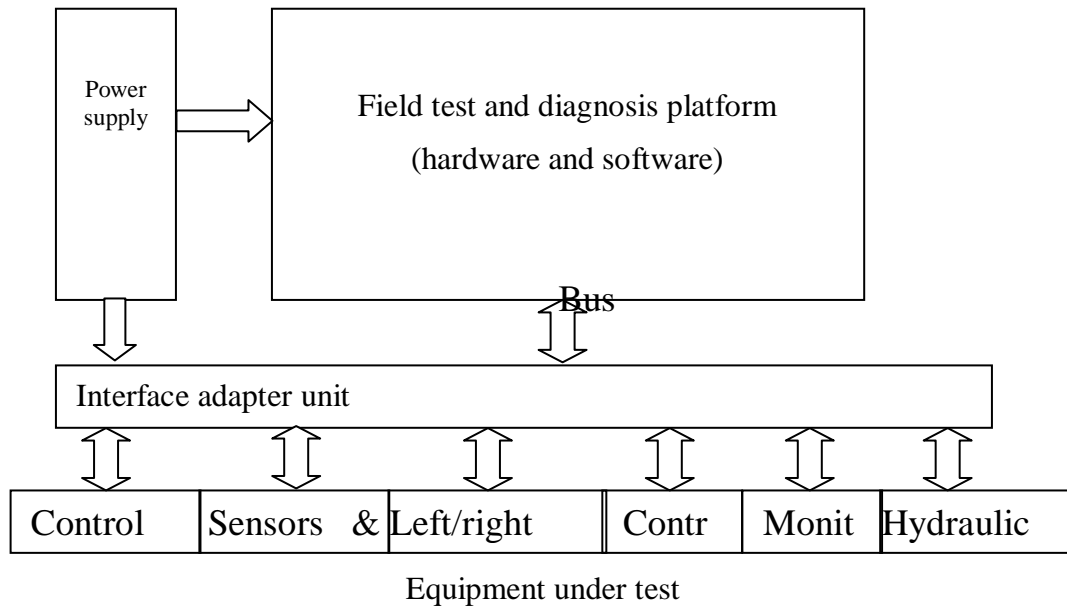 Power
supply
Field test and diagnosis platform
(hardware and software)
Bus
Interface adapter unit
Control
Sensors &
Left/right
Contr
Monit
Hydraulic
Equipment under test